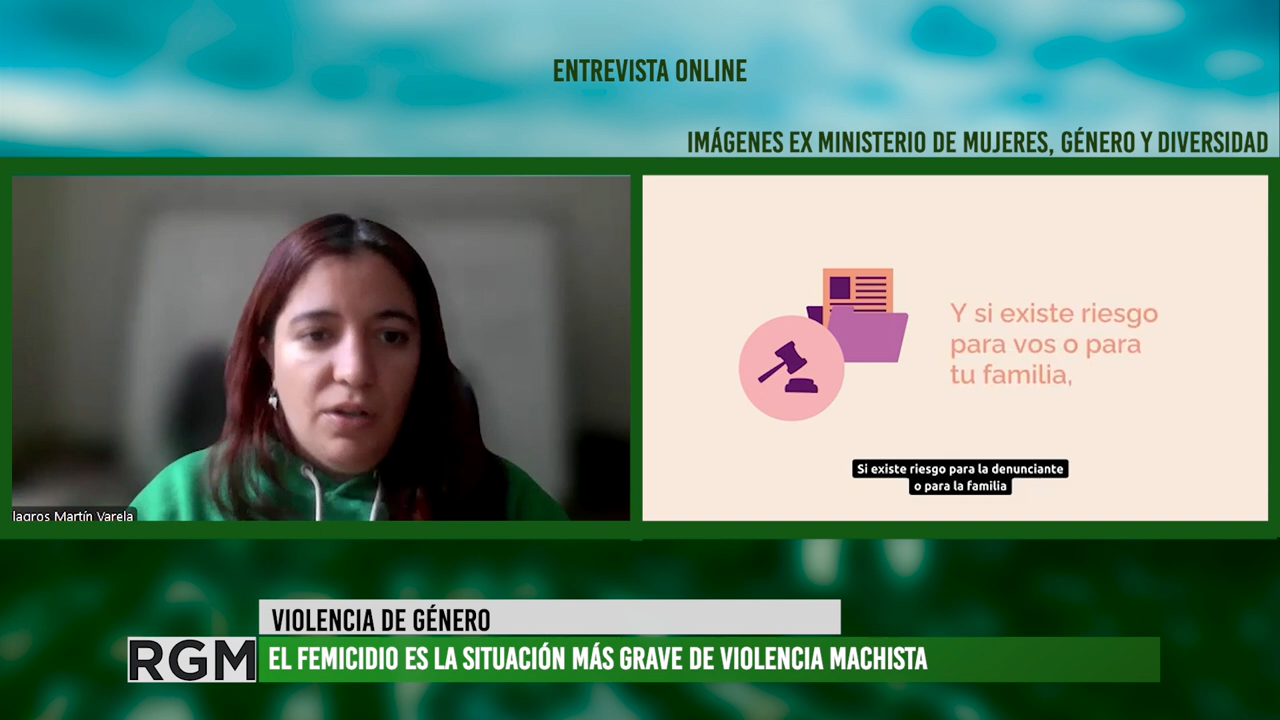 ENTREVISTA ONLINE
IMÁGENES EX MINISTERIO DE MUJERES, GÉNERO Y DIVERSIDAD
lagros Martín Varela
Y si existe riesgo
para vos o para
tu familia,
Si existe riesgo para la denunciante
o para la familia
VIOLENCIA DE GÉNERO
RGM
EL FEMICIDIO ES LA SITUACIÓN MÁS GRAVE DE VIOLENCIA MACHISTA